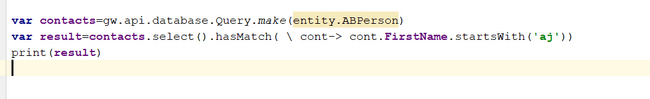 var contacts=gw.api.database.Query.make(entity.ABPerson)
var result=contacts.select().hasMatch( \ cont-> cont.FirstName.startsWith('aj'))
print(result)